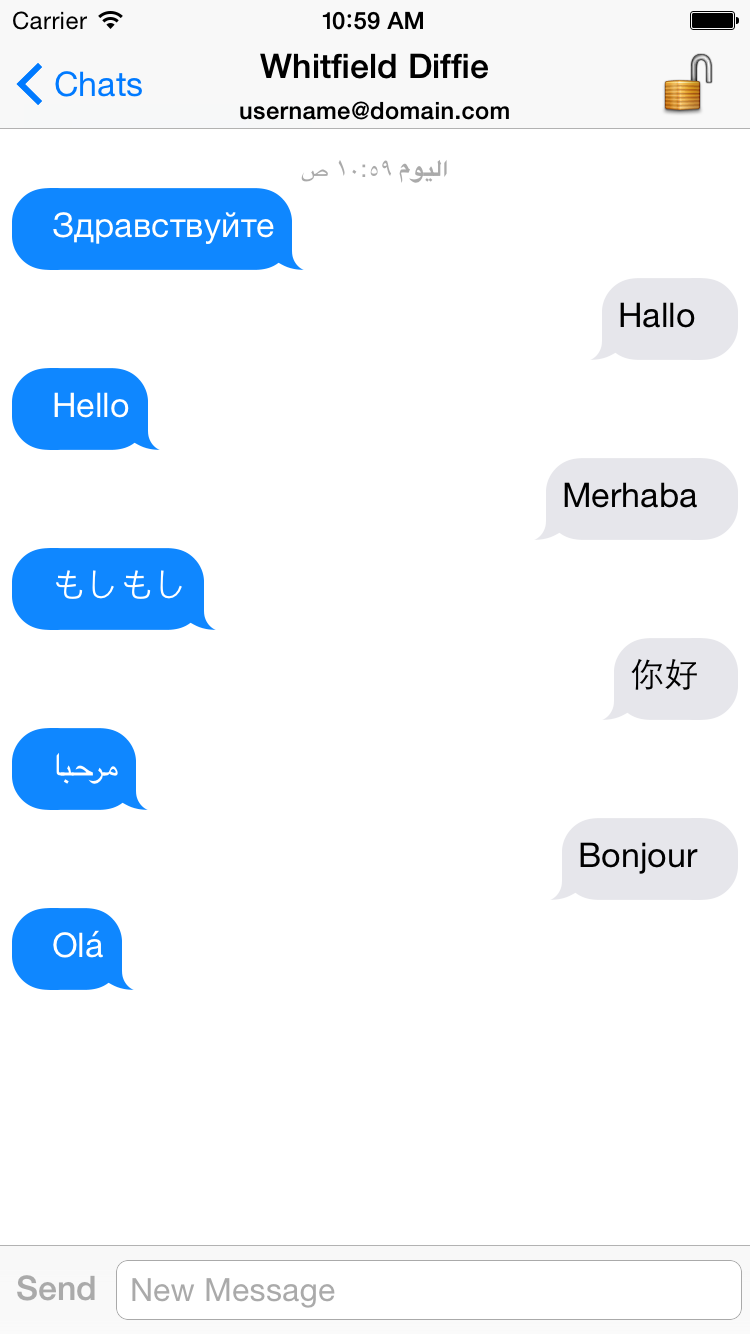 Carrier 10:59 AM
Chats
Whitfield Diffie
username@domain.com
اليوم ١٠:٥٩ ص
Здравствуйте
Hallo
Hello
Merhaba
もしもし
你好
مرحبا
Bonjour
Olá
Send New Message